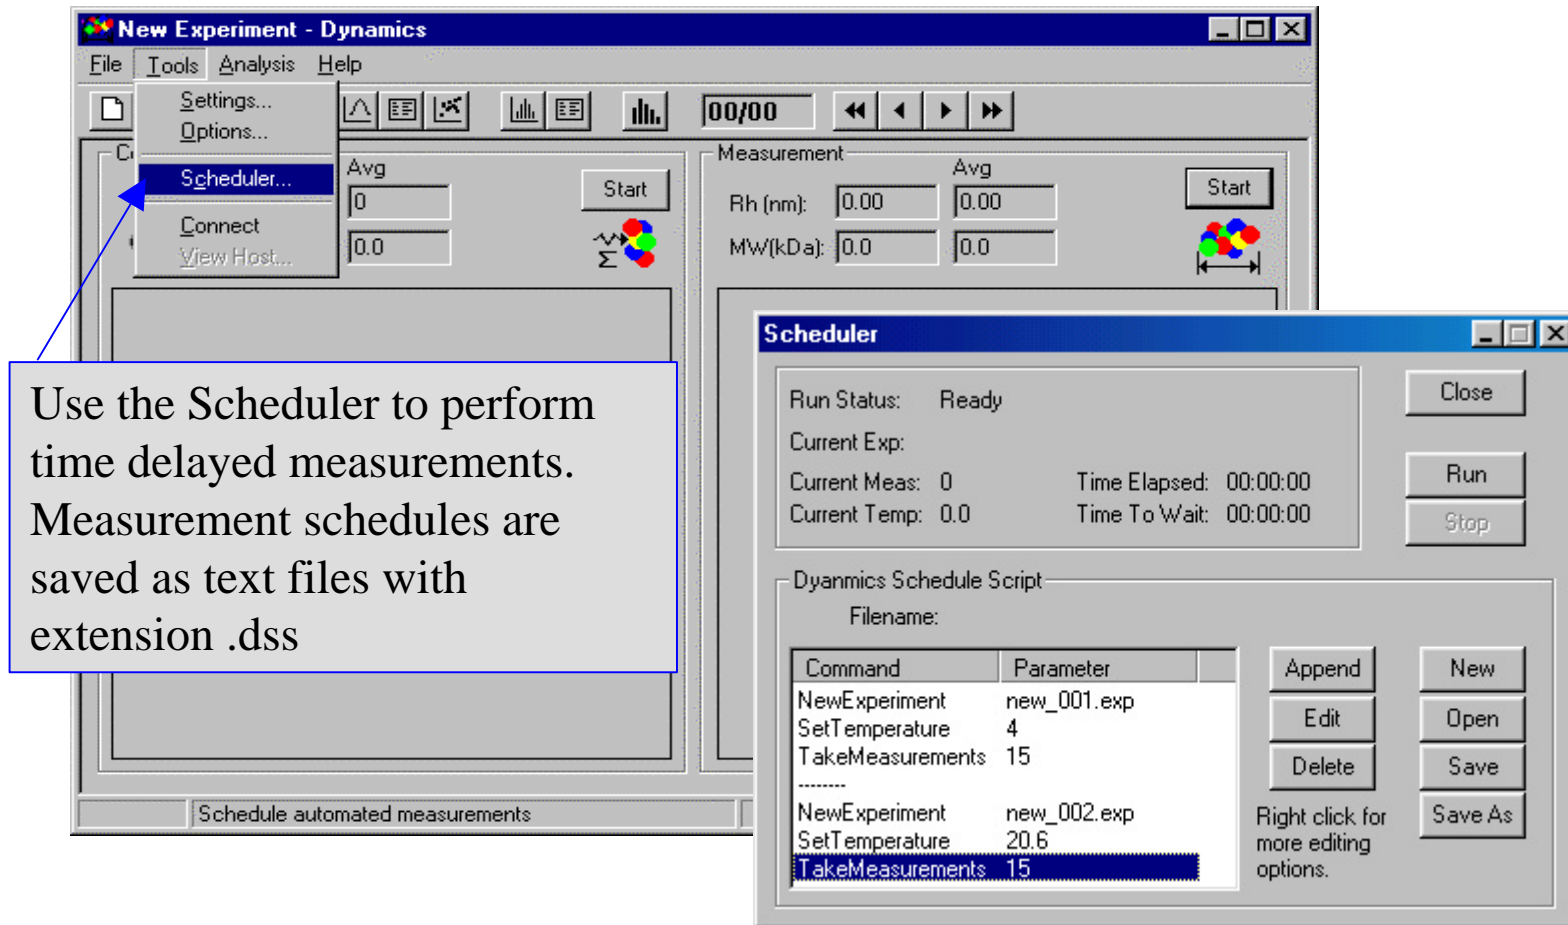 New Experiment - Dynamics
File Tools Analysis Help
Settings...
Options...
Scheduler...
Connect
View Host...
00/00
Avg
0
0.0
Start
Σ
Measurement
Avg
Rh (nm): 0.00 0.00
MW(kDa): 0.0 0.0
Start
Use the Scheduler to perform
time delayed measurements.
Measurement schedules are
saved as text files with
extension .dss
Schedule automated measurements
Scheduler
Run Status: Ready
Current Exp:
Current Meas: 0 Time Elapsed: 00:00:00
Current Temp: 0.0 Time To Wait: 00:00:00
Close
Run
Stop
Dyanmics Schedule Script
Filename:
Command Parameter
NewExperiment new_001.exp
SetTemperature 4
TakeMeasurements 15
--------
NewExperiment new_002.exp
SetTemperature 20.6
TakeMeasurements 15
Append
Edit
Delete
New
Open
Save
Save As
Right click for
more editing
options.